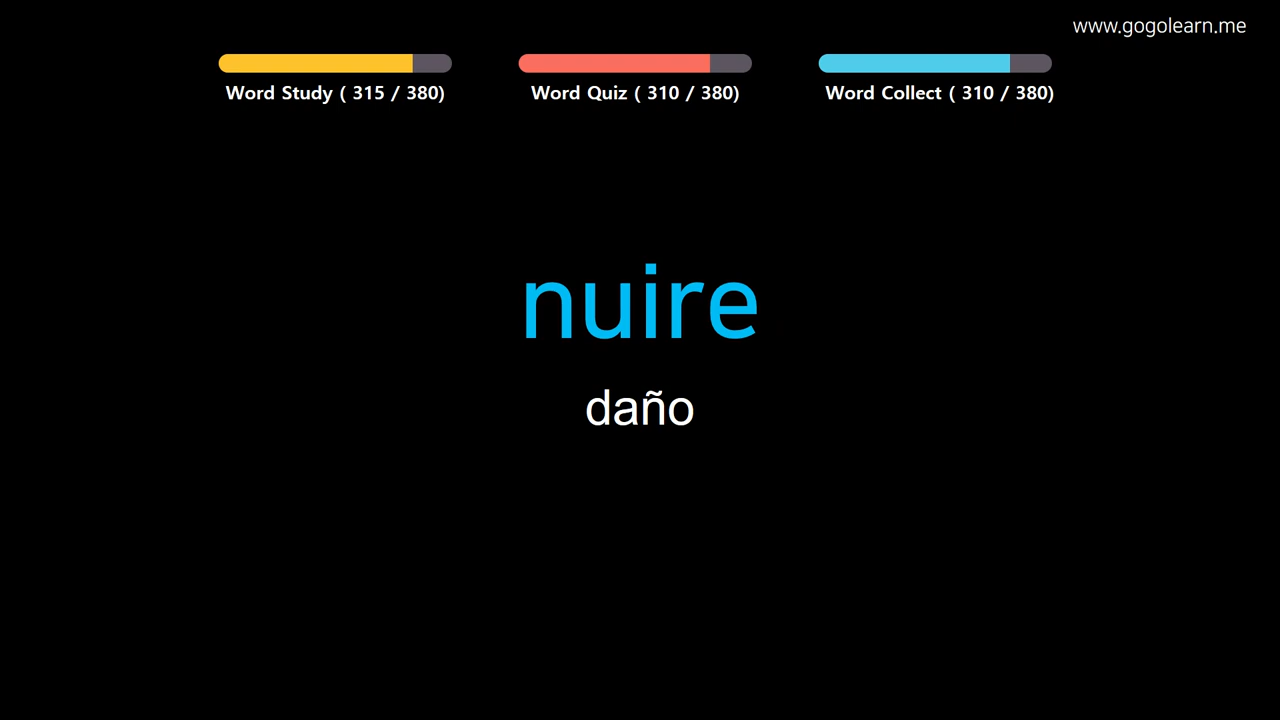 www.gogolearn.me
Word Study ( 315 / 380)
Word Quiz ( 310 / 380)
Word Collect ( 310 / 380)
nuire
daño